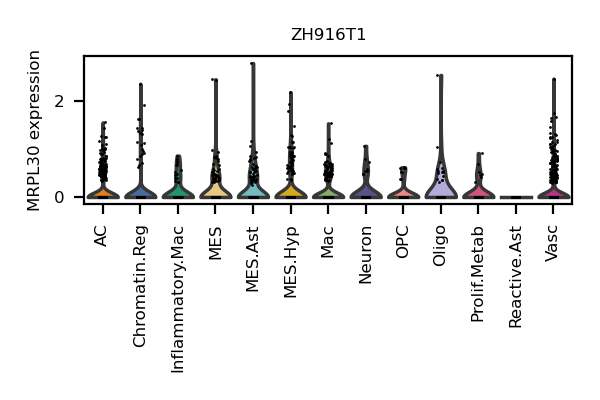 ZH916T1
MRPL30 expression
2
0
AC
Chromatin.Reg
Inflammatory.Mac
MES
MES.Ast
MES.Hyp
Mac
Neuron
OPC
Oligo
Prolif.Metab
Reactive.Ast
Vasc